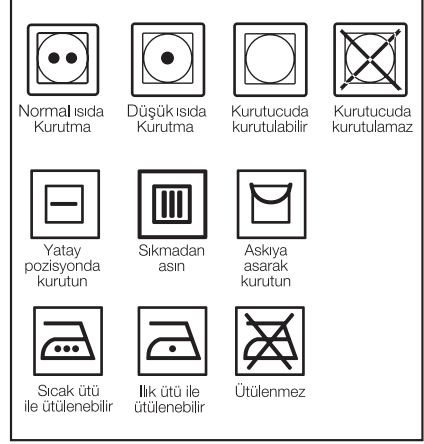 Normal ısıda
Kurutma
Düşük ısıda
Kurutma
Kurutucuda
kurutulabilir
Kurutucuda
kurutulamaz
Yatay
pozisyonda
kurutun
Sıkmadan
asın
Askıya
asarak
kurutun
Sıcak ütü
ile ütülenebilir
Ilık ütü ile
ütülenebilir
Ütülenmez